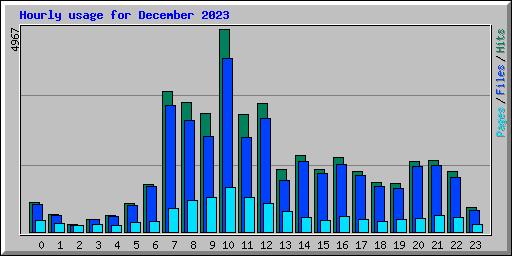 Hourly usage for December 2023
4967
Pages/Files/Hits
0 1 2 3 4 5 6 7 8 9 10 11 12 13 14 15 16 17 18 19 20 21 22 23